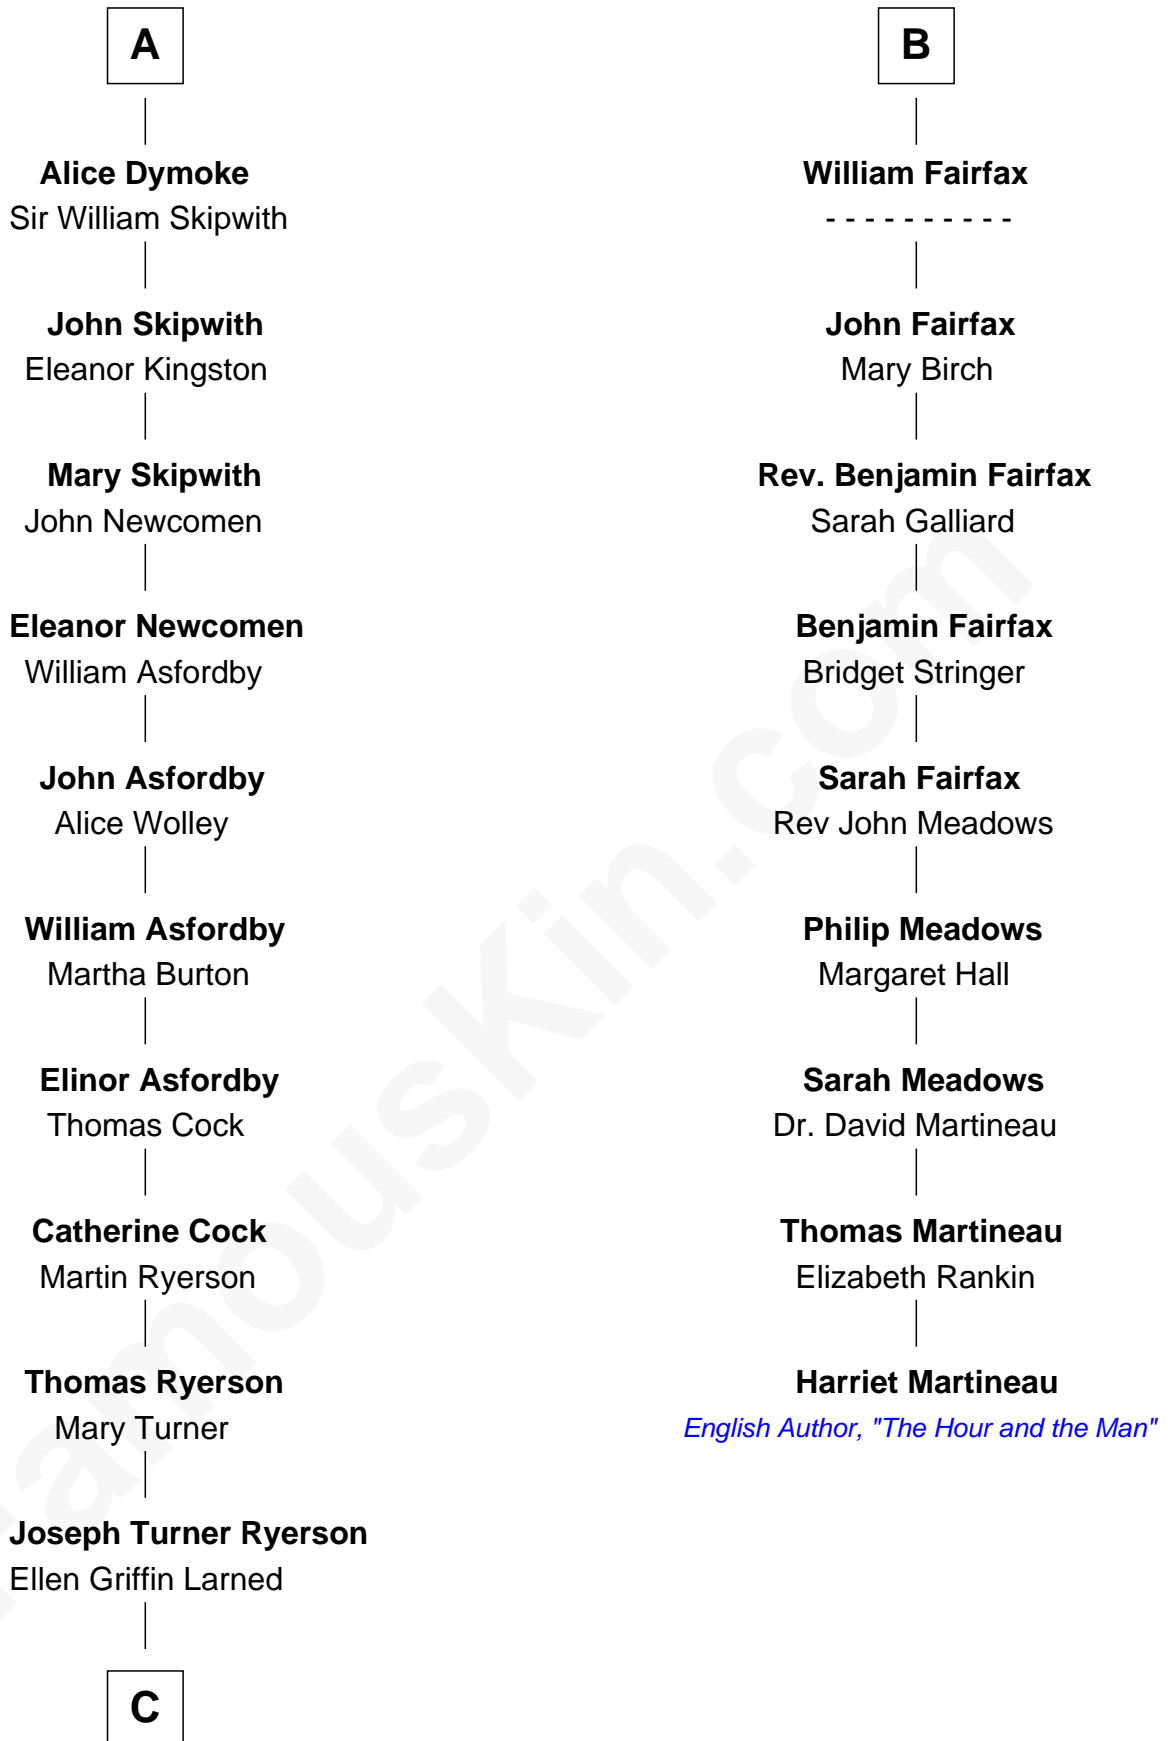 A
Alice Dymoke
Sir William Skipwith
John Skipwith
Eleanor Kingston
Mary Skipwith
John Newcomen
Eleanor Newcomen
William Asfordby
John Asfordby
Alice Wolley
William Asfordby
Martha Burton
Elinor Asfordby
Thomas Cock
Catherine Cock
Martin Ryerson
Thomas Ryerson
Mary Turner
Joseph Turner Ryerson
Ellen Griffin Larned
C
B
William Fairfax
- - - - - - - - - -
John Fairfax
Mary Birch
Rev. Benjamin Fairfax
Sarah Galliard
Benjamin Fairfax
Bridget Stringer
Sarah Fairfax
Rev John Meadows
Philip Meadows
Margaret Hall
Sarah Meadows
Dr. David Martineau
Thomas Martineau
Elizabeth Rankin
Harriet Martineau
English Author, "The Hour and the Man"
FamousKin.com